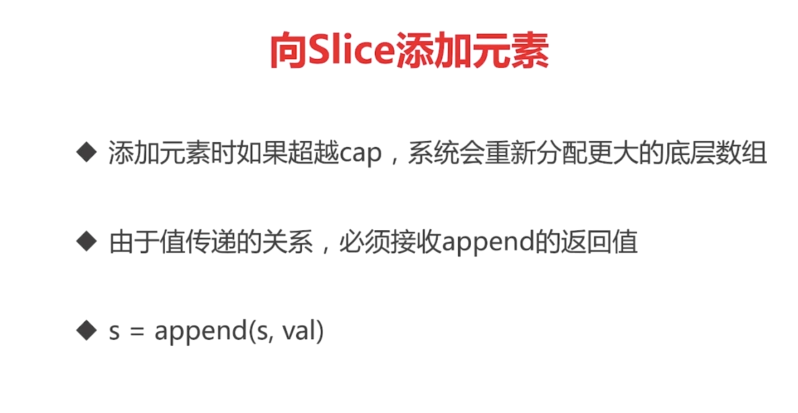 向Slice添加元素
◆ 添加元素时如果超越cap，系统会重新分配更大的底层数组
◆ 由于值传递的关系，必须接收append的返回值
◆ s = append(s, val)